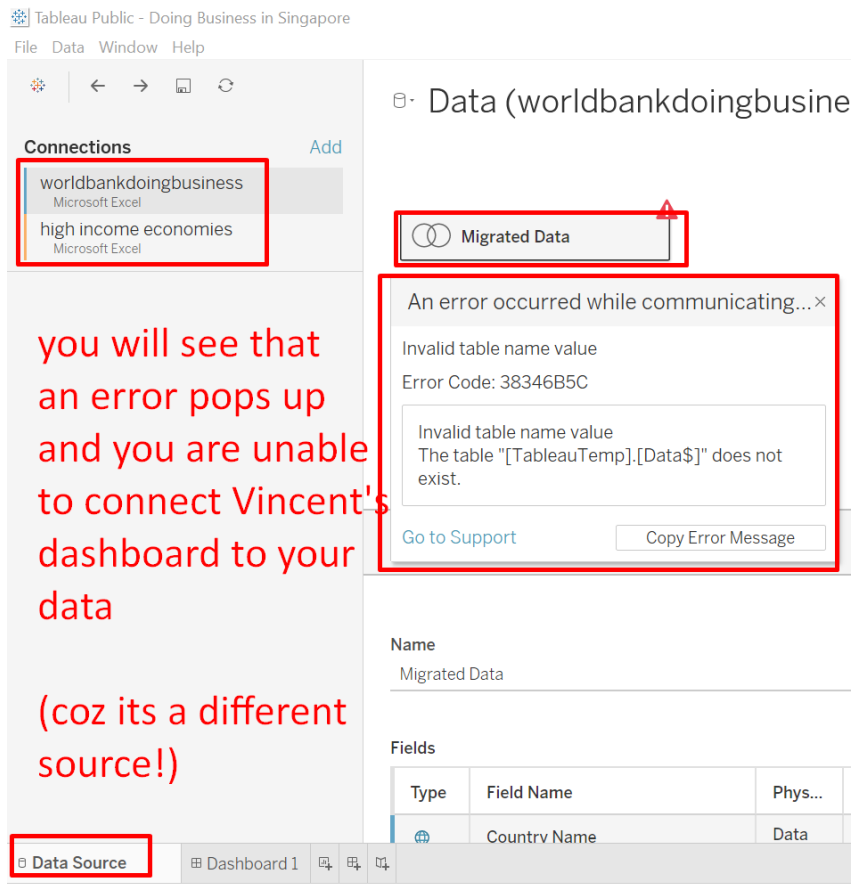 Tableau Public - Doing Business in Singapore
File Data Window Help
Connections Add
worldbankdoingbusiness
Microsoft Excel
high income economies
Microsoft Excel
Data (worldbankdoingbusine
Migrated Data
An error occurred while communicating... ×
Invalid table name value
Error Code: 38346B5C
Invalid table name value
The table "[TableauTemp].[Data$]" does not
exist.
Go to Support Copy Error Message
you will see that
an error pops up
and you are unable
to connect Vincent's
dashboard to your
data
(coz its a different
source!)
Name
Migrated Data
Fields
Type Field Name Phys...
Country Name Data
Data Source Dashboard 1